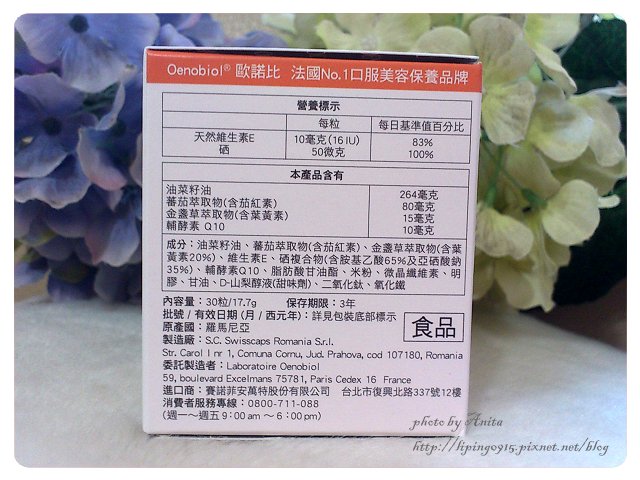 Oenobiol® 歐諾比 法國No.1口服美容保養品牌
營養標示
每粒 每日基準值百分比
天然維生素E 10毫克(16 IU) 83%
硒 50微克 100%
本產品含有
油菜籽油 264毫克
蕃茄萃取物(含茄紅素) 80毫克
金盞草萃取物(含葉黃素) 15毫克
輔酵素 Q10 10毫克
成分：油菜籽油、蕃茄萃取物(含茄紅素)、金盞草萃取物(含葉
黃素20%)、維生素E、硒複合物(含胺基乙酸65%及亞硒酸鈉
35%)、輔酵素Q10、脂肪酸甘油酯、米粉、微晶纖維素、明
膠、甘油、D-山梨醇液(甜味劑)、二氧化鈦、氧化鐵
內容量：30粒/17.7g 保存期限：3年
批號/有效日期(月/西元年)：詳見包裝底部標示
原產國：羅馬尼亞
食品
製造廠：S.C. Swisscaps Romania S.r.l.
Str. Carol I nr 1, Comuna Cornu, Jud. Prahova, cod 107180, Romania
委託製造者：Laboratoire Oenobiol
59, boulevard Excelmans 75781, Paris Cedex 16 France
進口商：賽諾菲安萬特股份有限公司 台北市復興北路337號12樓
消費者服務專線：0800-711-088
(週一～週五 9:00 am ～ 6:00 pm)
photo by Anita
http://liping0915.pixnet.net/blog